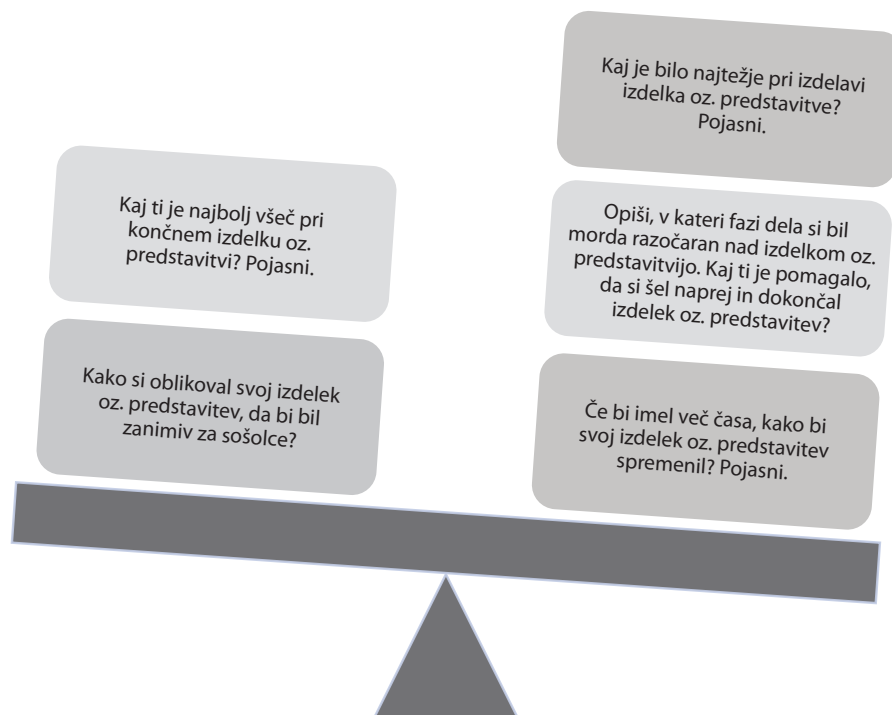 Kaj ti je najbolj všeč pri
končnem izdelku oz.
predstavitvi? Pojasni.
Kako si oblikoval svoj izdelek
oz. predstavitev, da bi bil
zanimiv za sošolce?
Kaj je bilo najtežje pri izdelavi
izdelka oz. predstavitve?
Pojasni.
Opiši, v kateri fazi dela si bil
morda razočaran nad izdelkom oz.
predstavitvijo. Kaj ti je pomagalo,
da si šel naprej in dokončal
izdelek oz. predstavitev?
Če bi imel več časa, kako bi
svoj izdelek oz. predstavitev
spremenil? Pojasni.